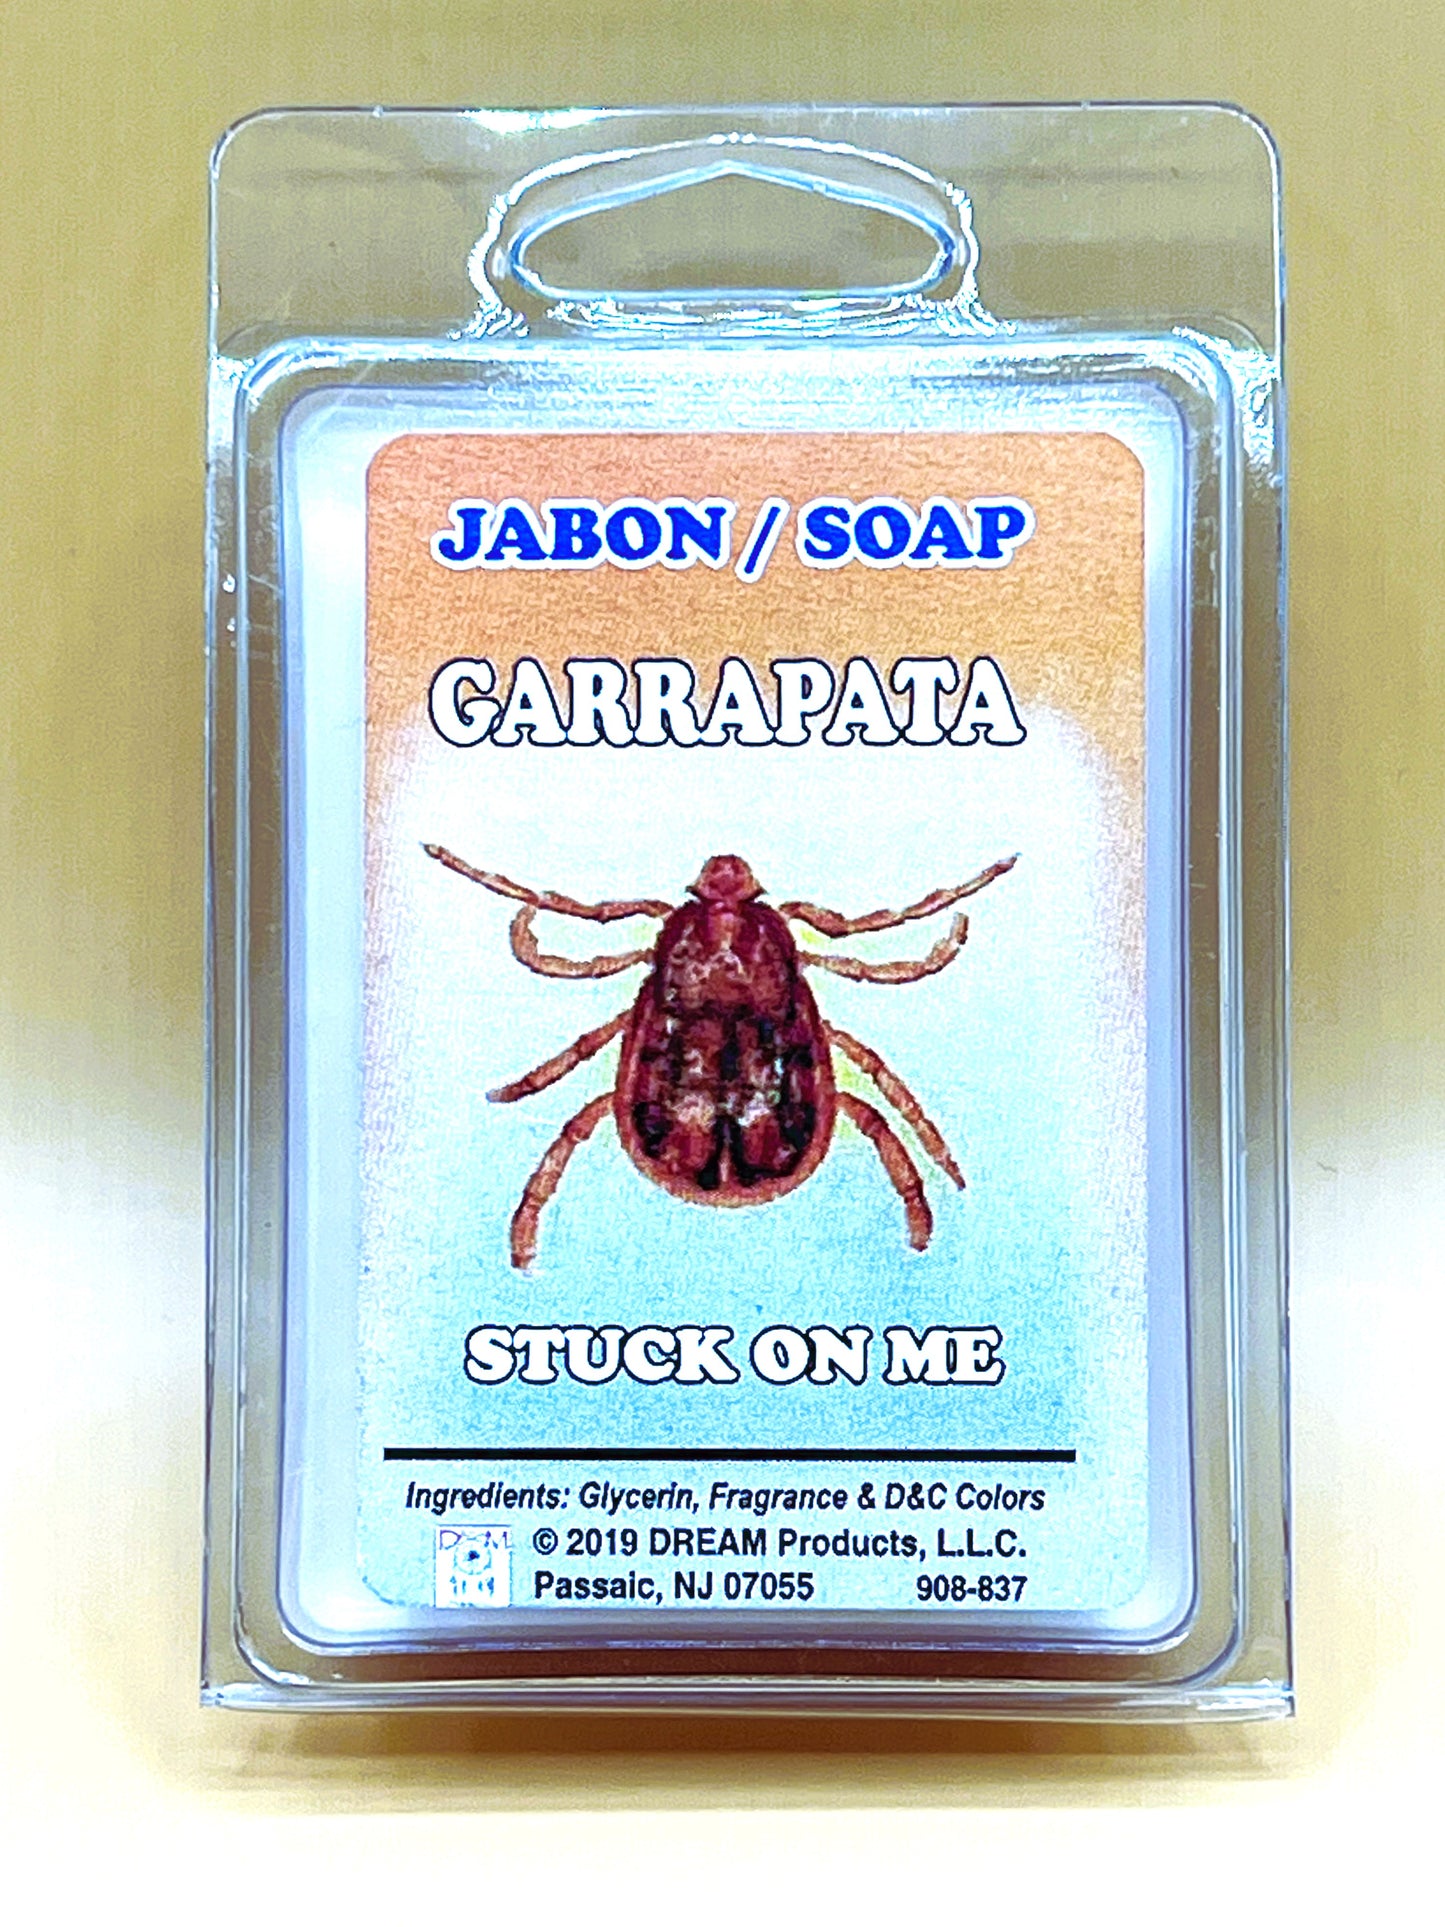 JABON / SOAP
GARRAPATA
STUCK ON ME
Ingredients: Glycerin, Fragrance & D&C Colors
© 2019 DREAM Products, L.L.C.
Passaic, NJ 07055 908-837